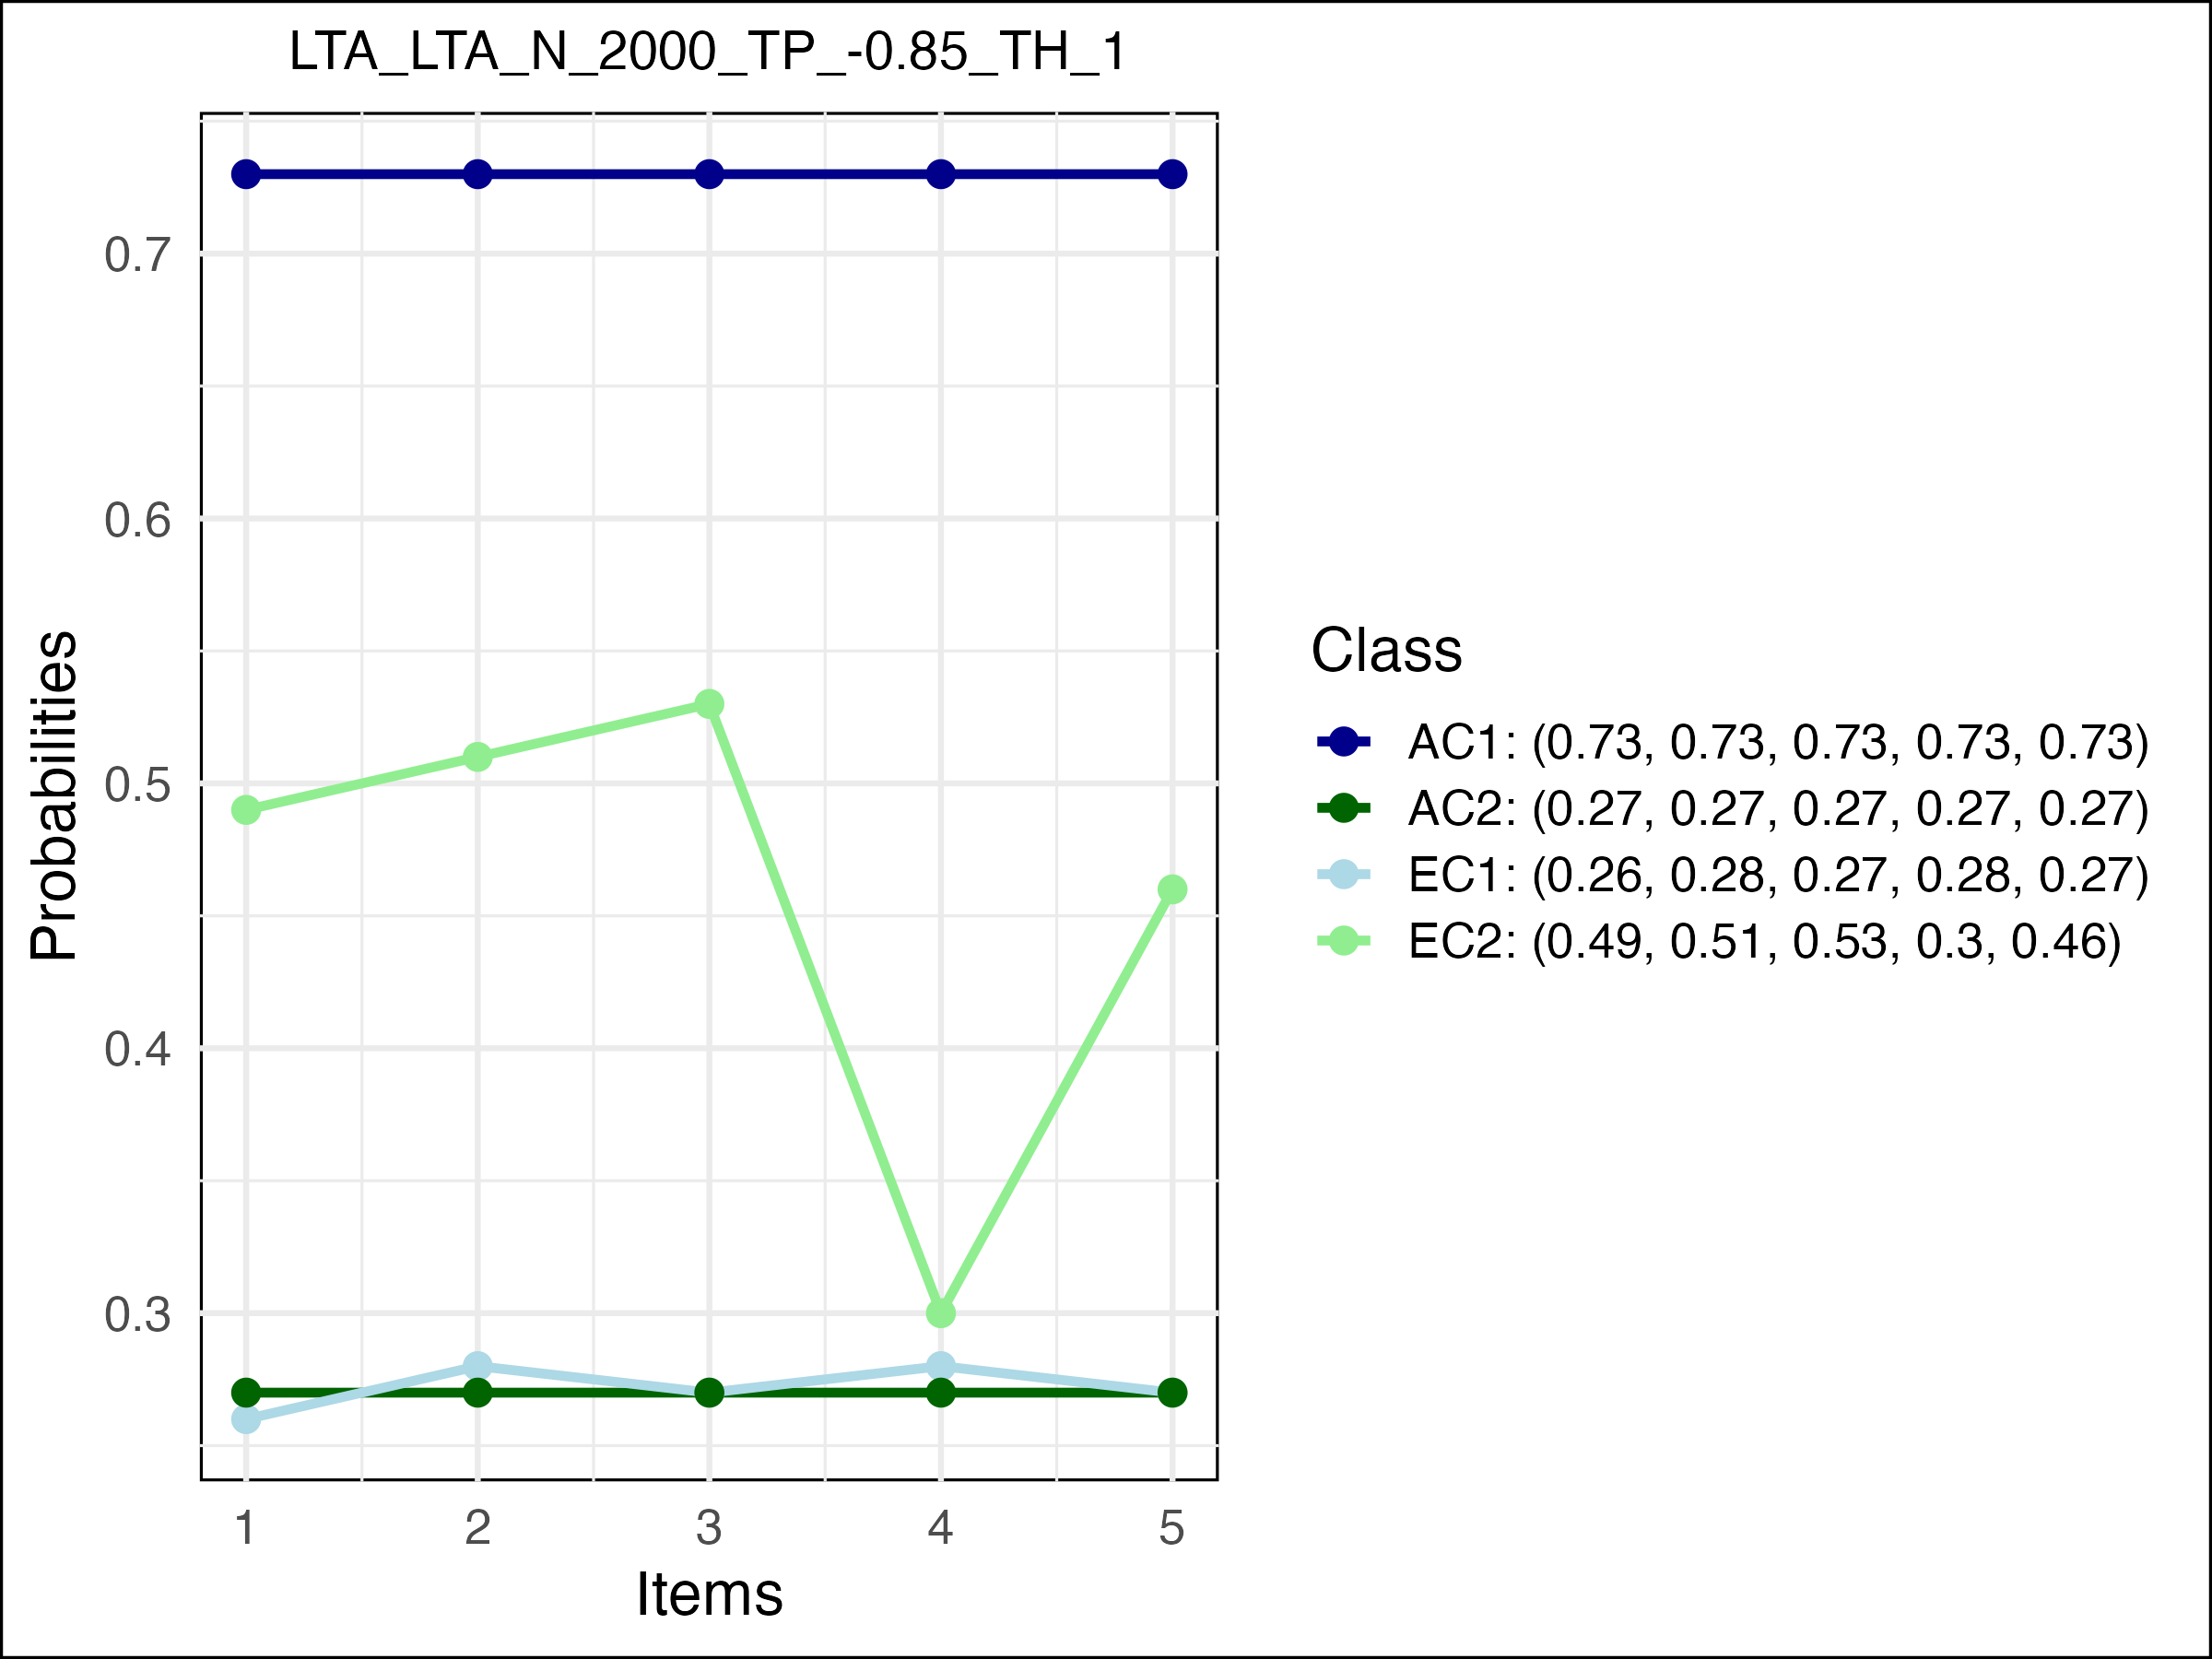 LTA_LTA_N_2000_TP_-0.85_TH_1
Probabilities
0.7
0.6
0.5
0.4
0.3
1 2 3 4 5
Items
Class
AC1: (0.73, 0.73, 0.73, 0.73, 0.73)
AC2: (0.27, 0.27, 0.27, 0.27, 0.27)
EC1: (0.26, 0.28, 0.27, 0.28, 0.27)
EC2: (0.49, 0.51, 0.53, 0.3, 0.46)